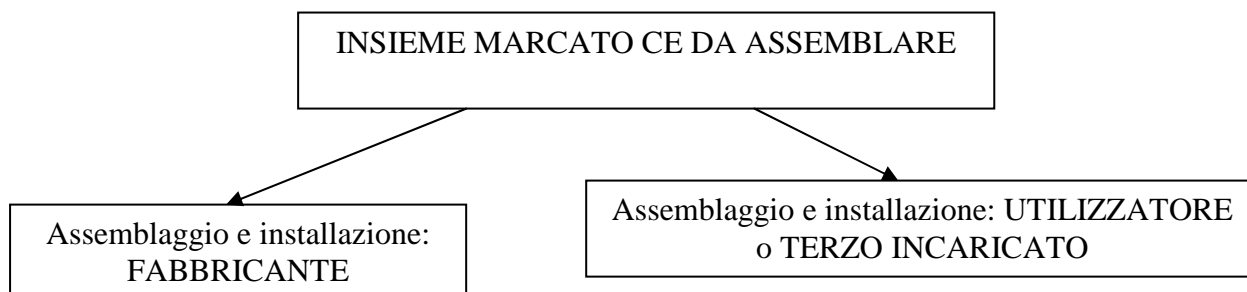 INSIEME MARCATO CE DA ASSEMBLARE
Assemblaggio e installazione:
FABBRICANTE
Assemblaggio e installazione: UTILIZZATORE
o TERZO INCARICATO